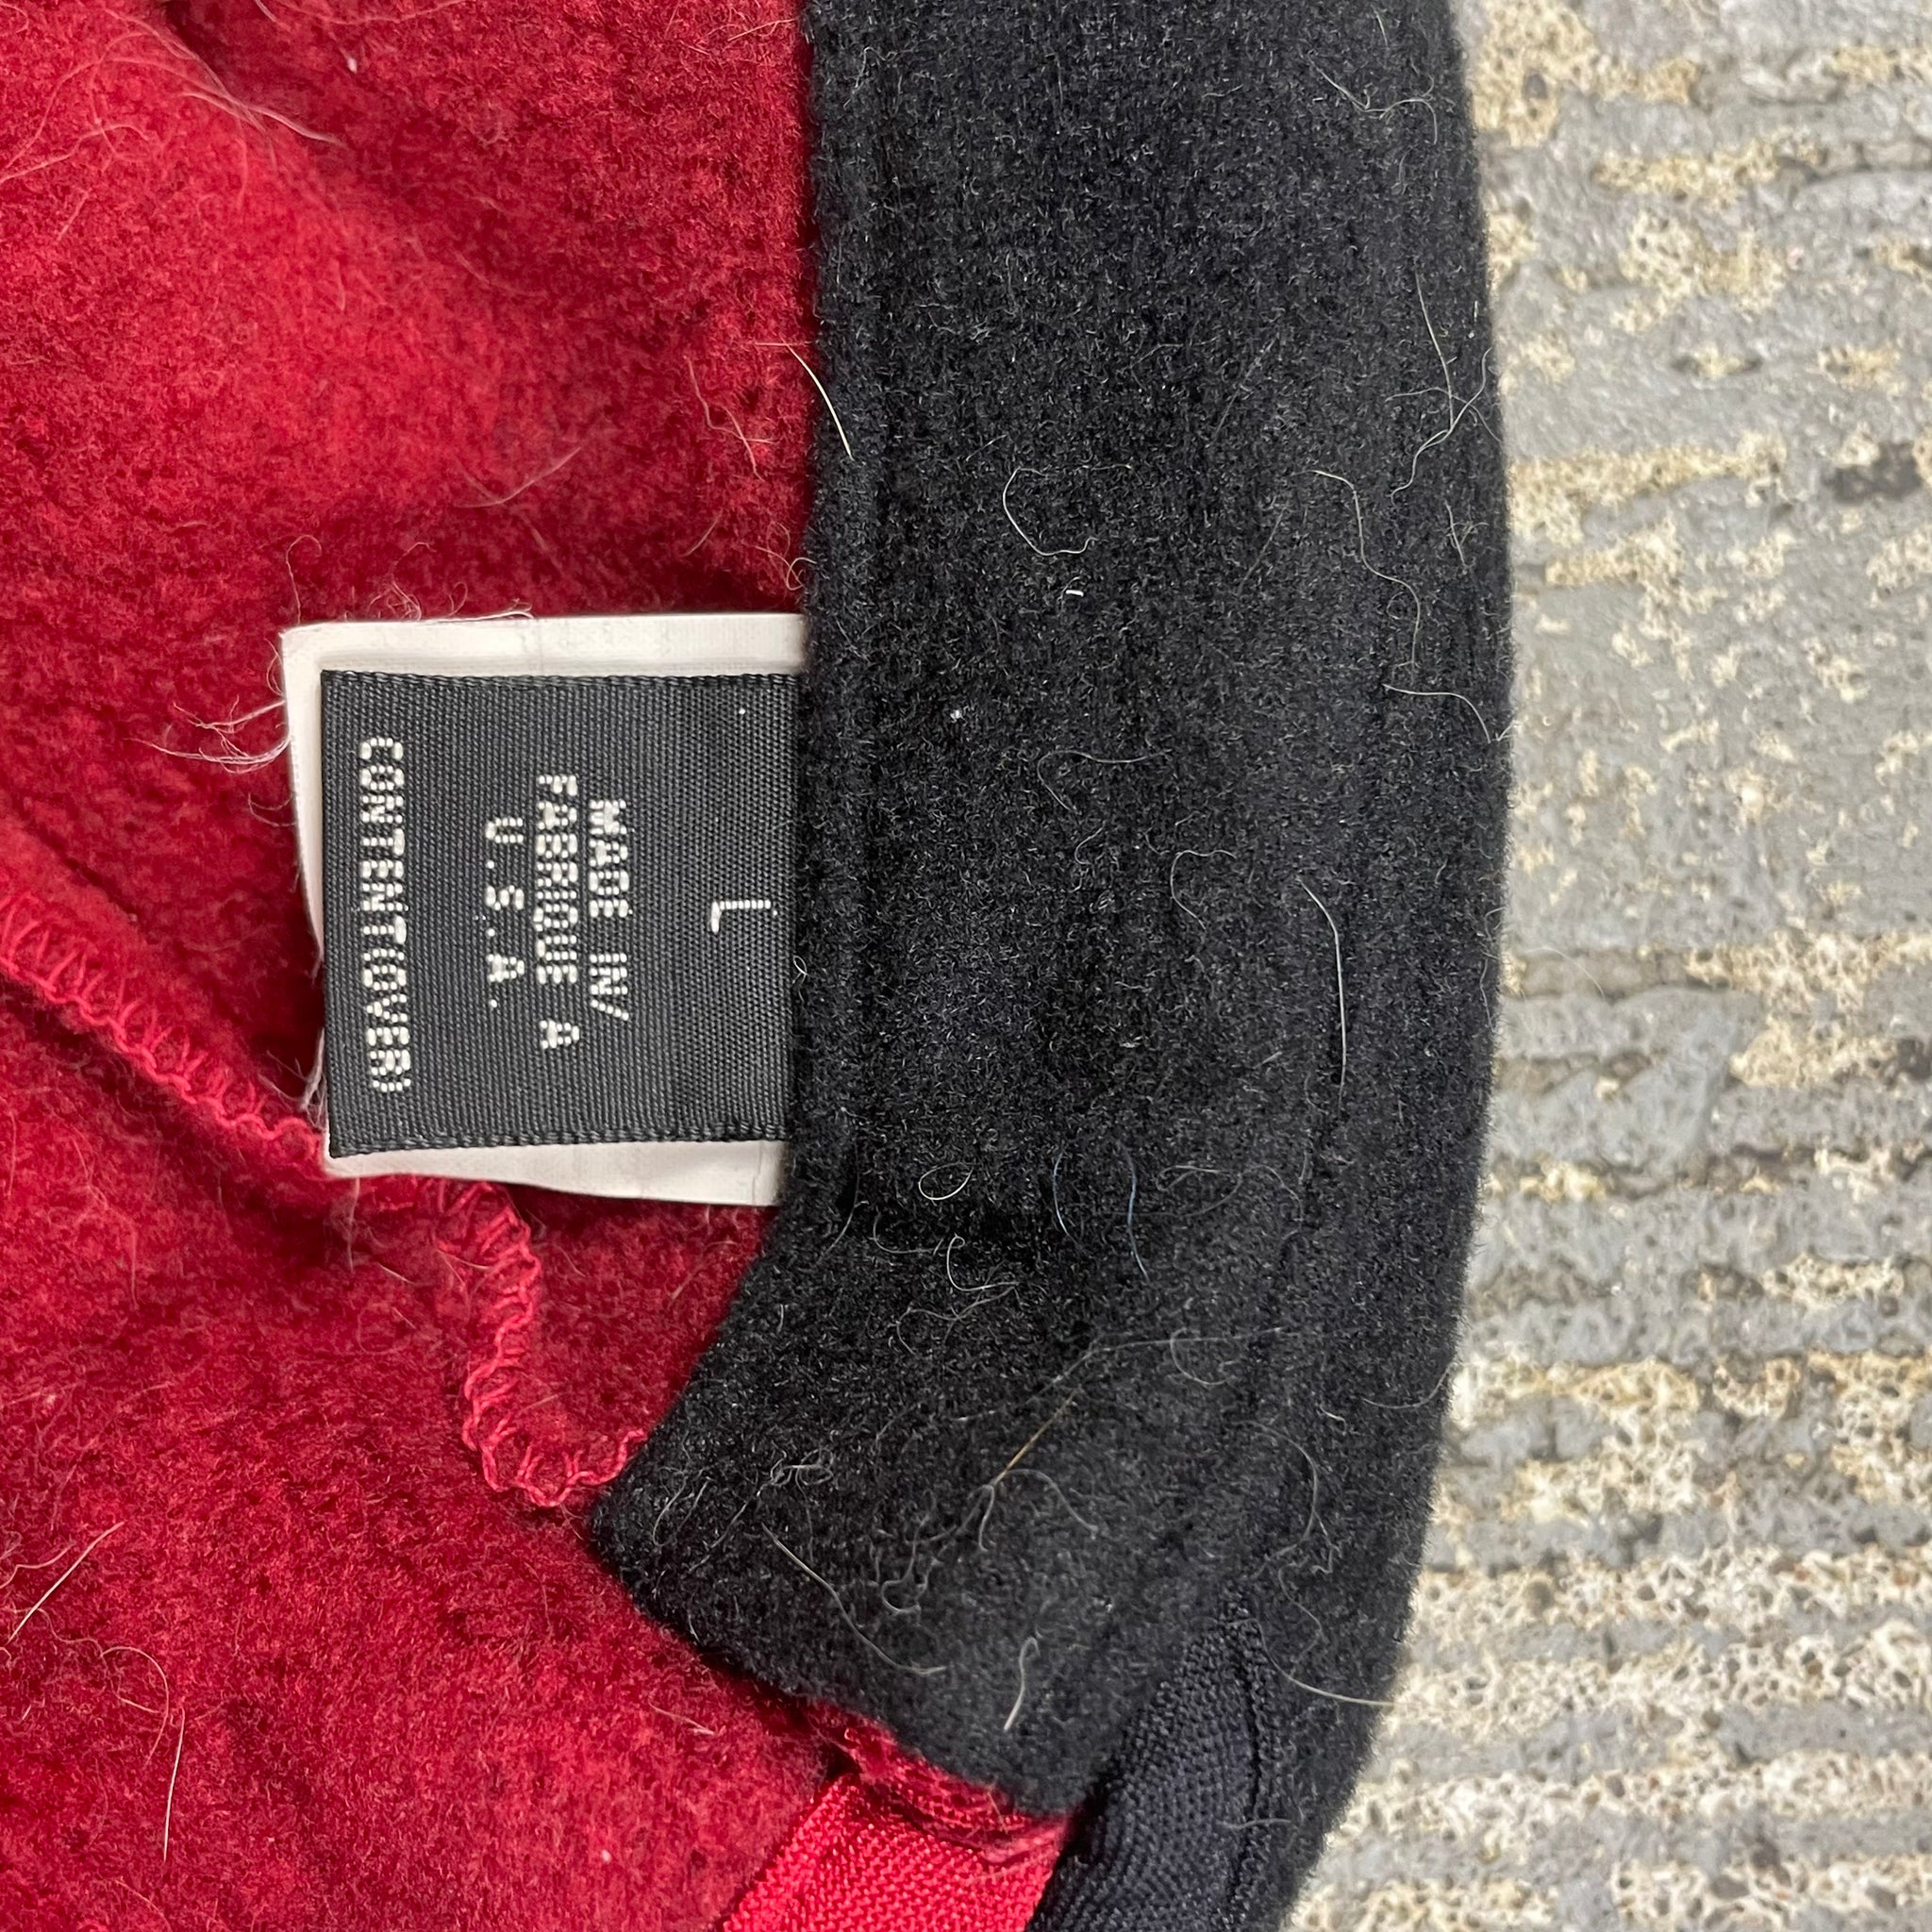 L
MADE IN/
FABRIQUE A
U.S.A.
CONTENT(OVER)